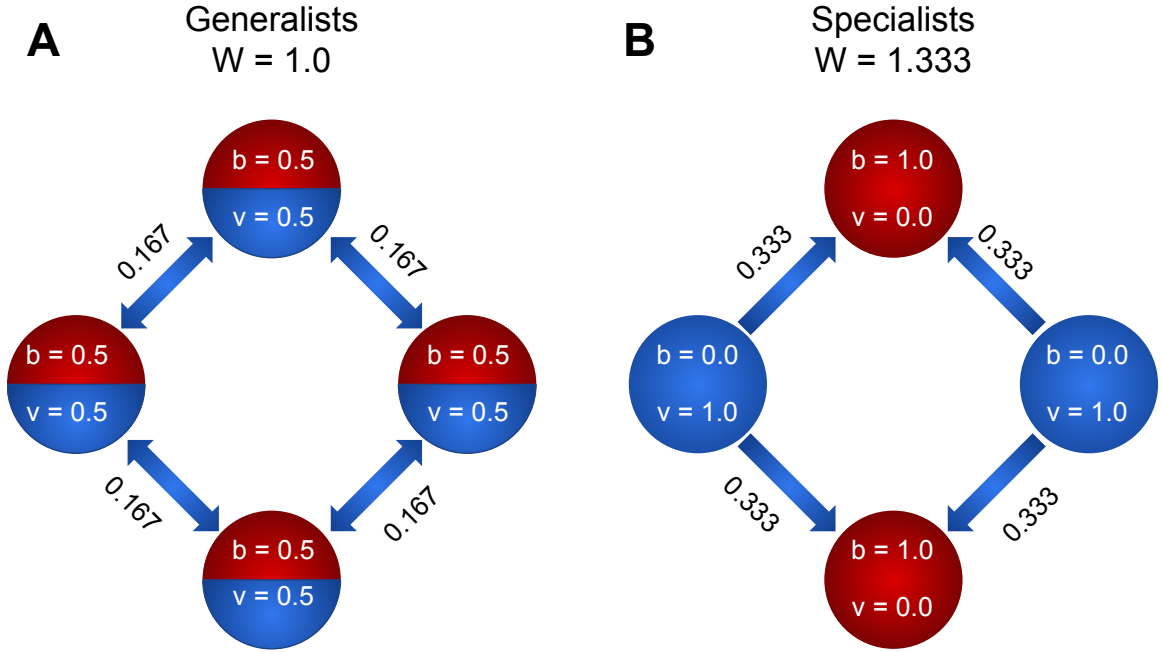 A
Generalists
W = 1.0
b = 0.5
v = 0.5
0.167
0.167
b = 0.5
v = 0.5
b = 0.5
v = 0.5
0.167
0.167
b = 0.5
v = 0.5
B
Specialists
W = 1.333
b = 1.0
v = 0.0
0.333
0.333
b = 0.0
v = 1.0
b = 0.0
v = 1.0
0.333
0.333
b = 1.0
v = 0.0